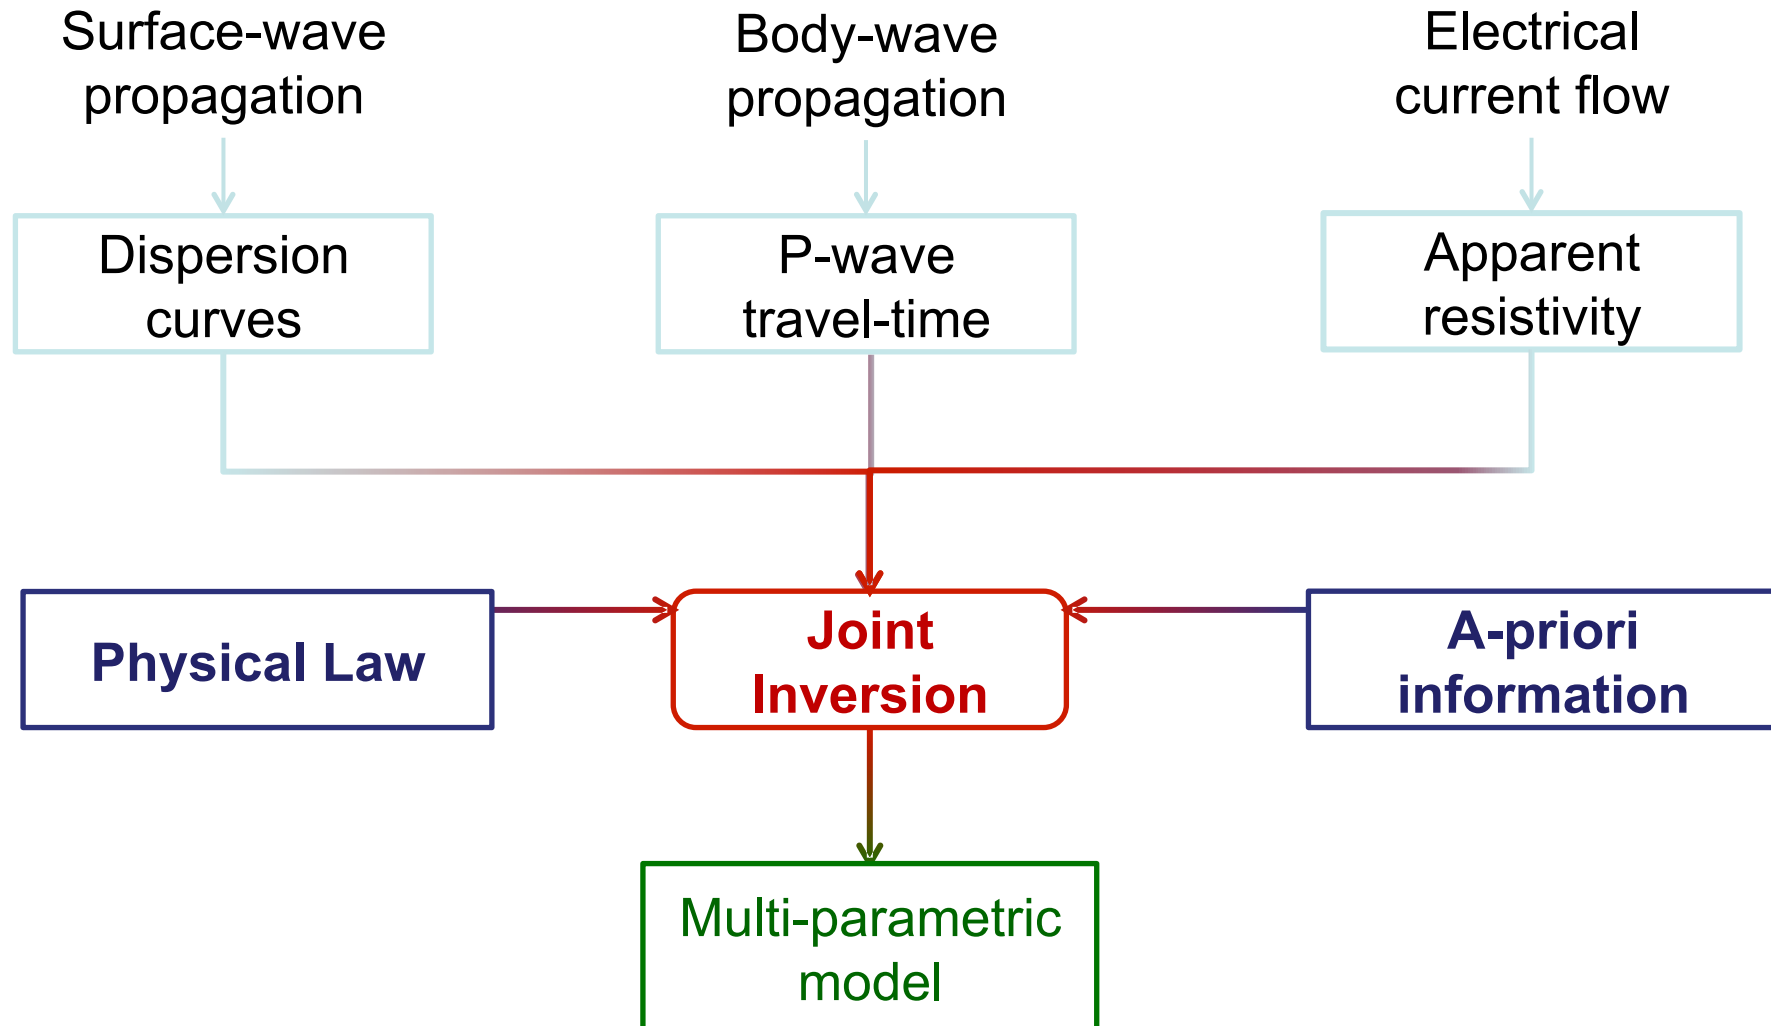 Surface-wave
propagation
Body-wave
propagation
Electrical
current flow
Dispersion
curves
P-wave
travel-time
Apparent
resistivity
Physical Law
Joint
Inversion
A-priori
information
Multi-parametric
model